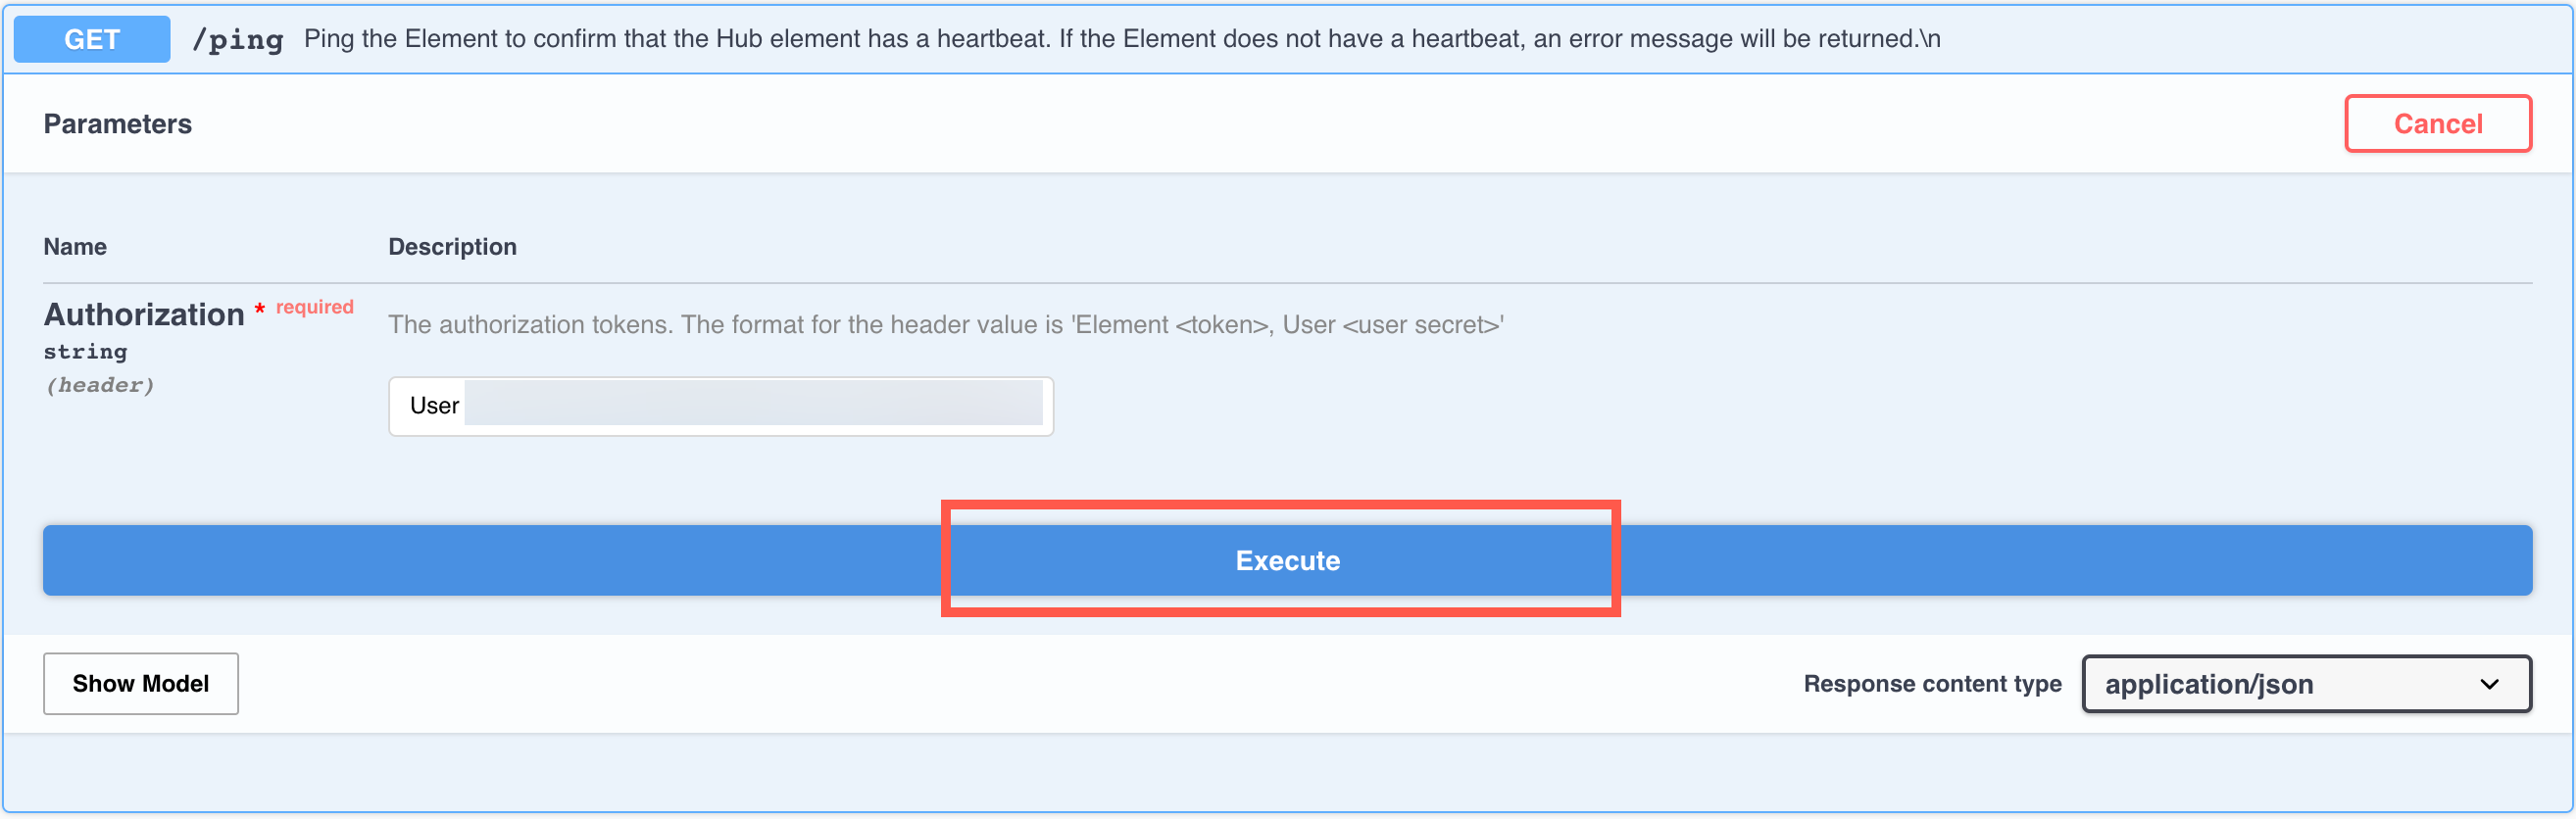 GET /ping Ping the Element to confirm that the Hub element has a heartbeat. If the Element does not have a heartbeat, an error message will be returned.\n
Parameters
Cancel
Name Description
Authorization * required
string
(header)
The authorization tokens. The format for the header value is 'Element <token>, User <user secret>'
User
Execute
Show Model
Response content type application/json